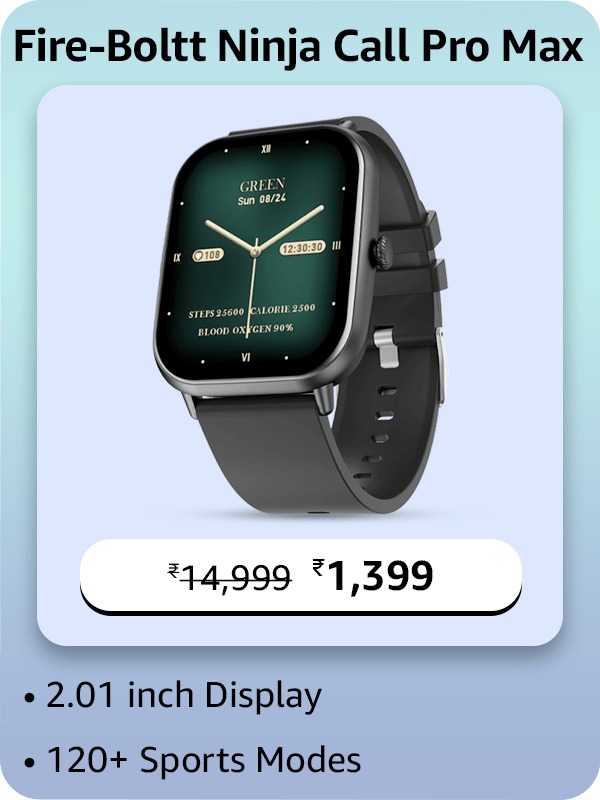 Fire-Boltt Ninja Call Pro Max
XII
GREEN
Sun 08/24
IX 108 12:30:30 III
STEPS 25600 CALORIE 2500
BLOOD OXYGEN 90%
VI
₹14,999 ₹1,399
• 2.01 inch Display
• 120+ Sports Modes